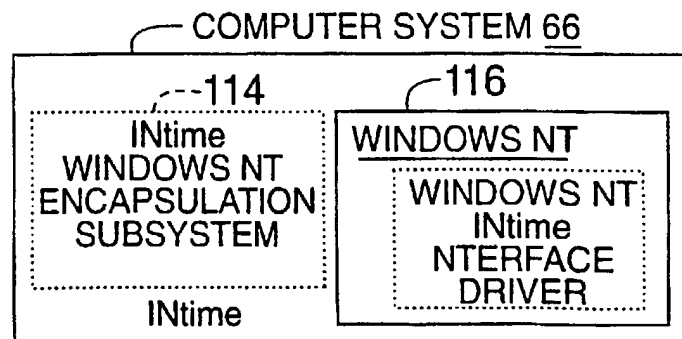 COMPUTER SYSTEM 66
114
INtime
WINDOWS NT
ENCAPSULATION
SUBSYSTEM
INtime
116
WINDOWS NT
WINDOWS NT
INtime
NTERFACE
DRIVER